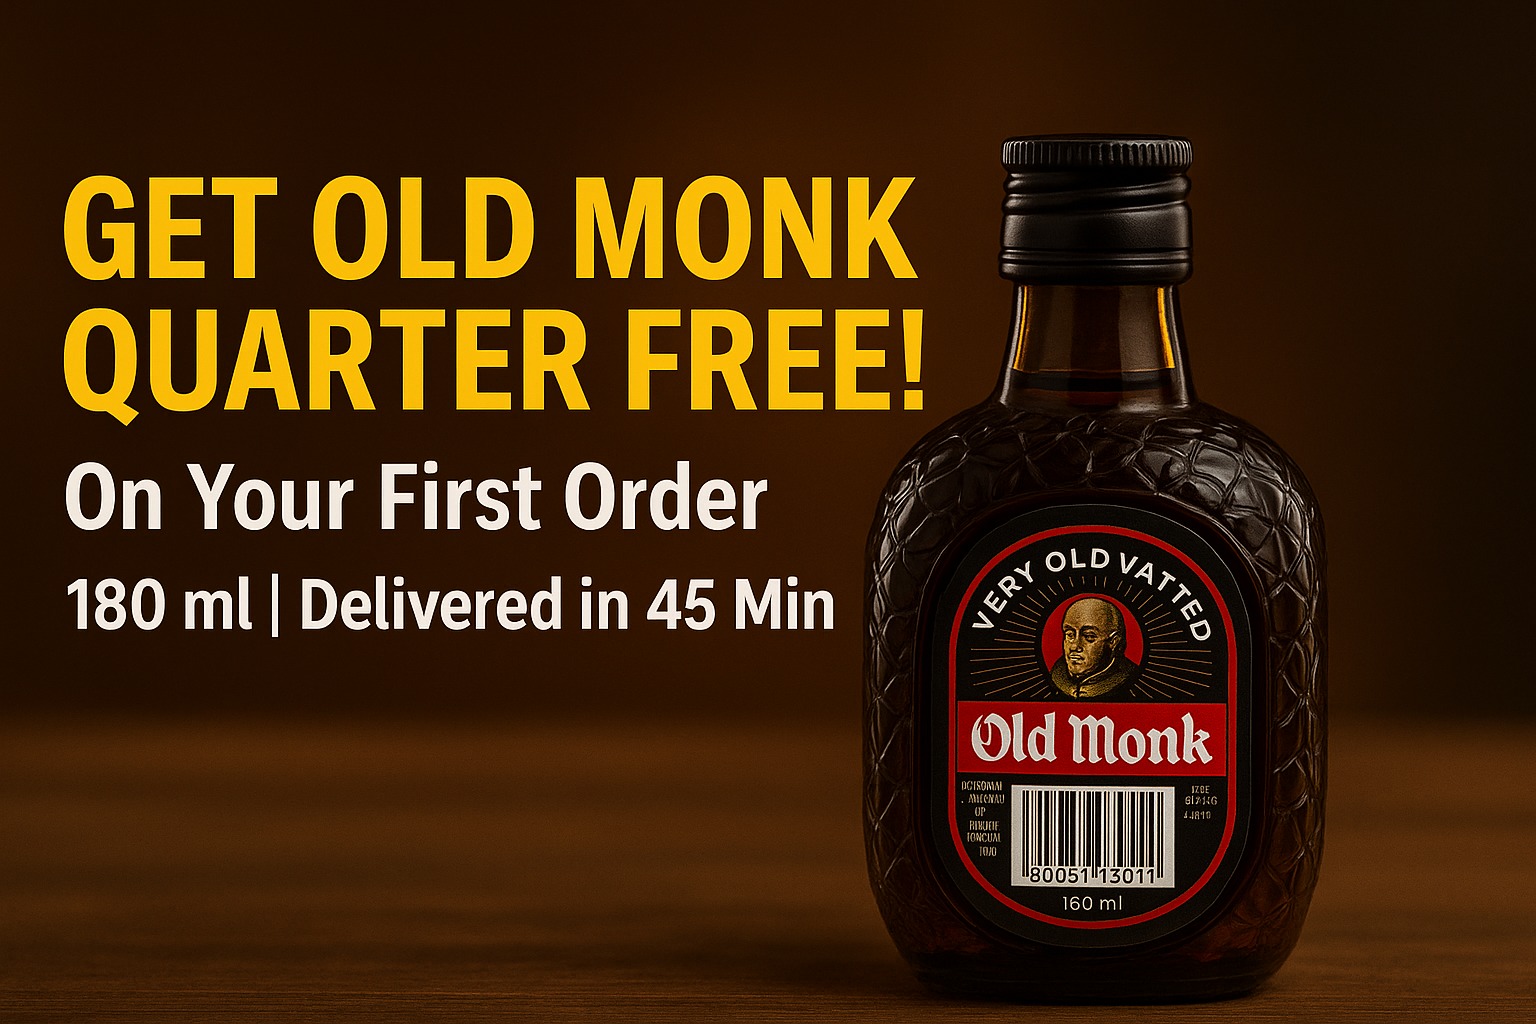 GET OLD MONK
QUARTER FREE!
On Your First Order
180 ml | Delivered in 45 Min
VERY OLD VATTED
Old Monk
80051 13011
160 ml